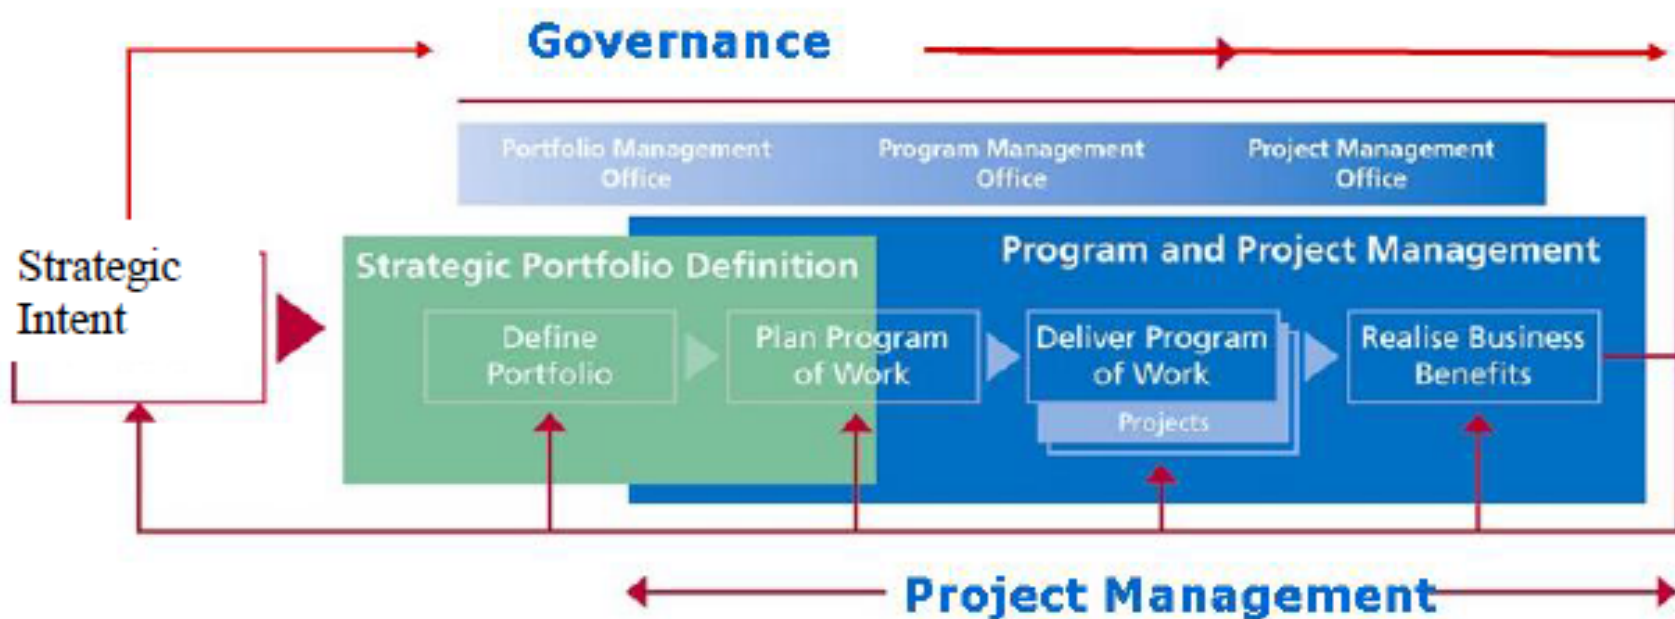 Governance
Portfolio Management
Office
Program Management
Office
Project Management
Office
Strategic
Intent
Strategic Portfolio Definition
Program and Project Management
Define
Portfolio
Plan Program
of Work
Deliver Program
of Work
Projects
Realise Business
Benefits
Project Management